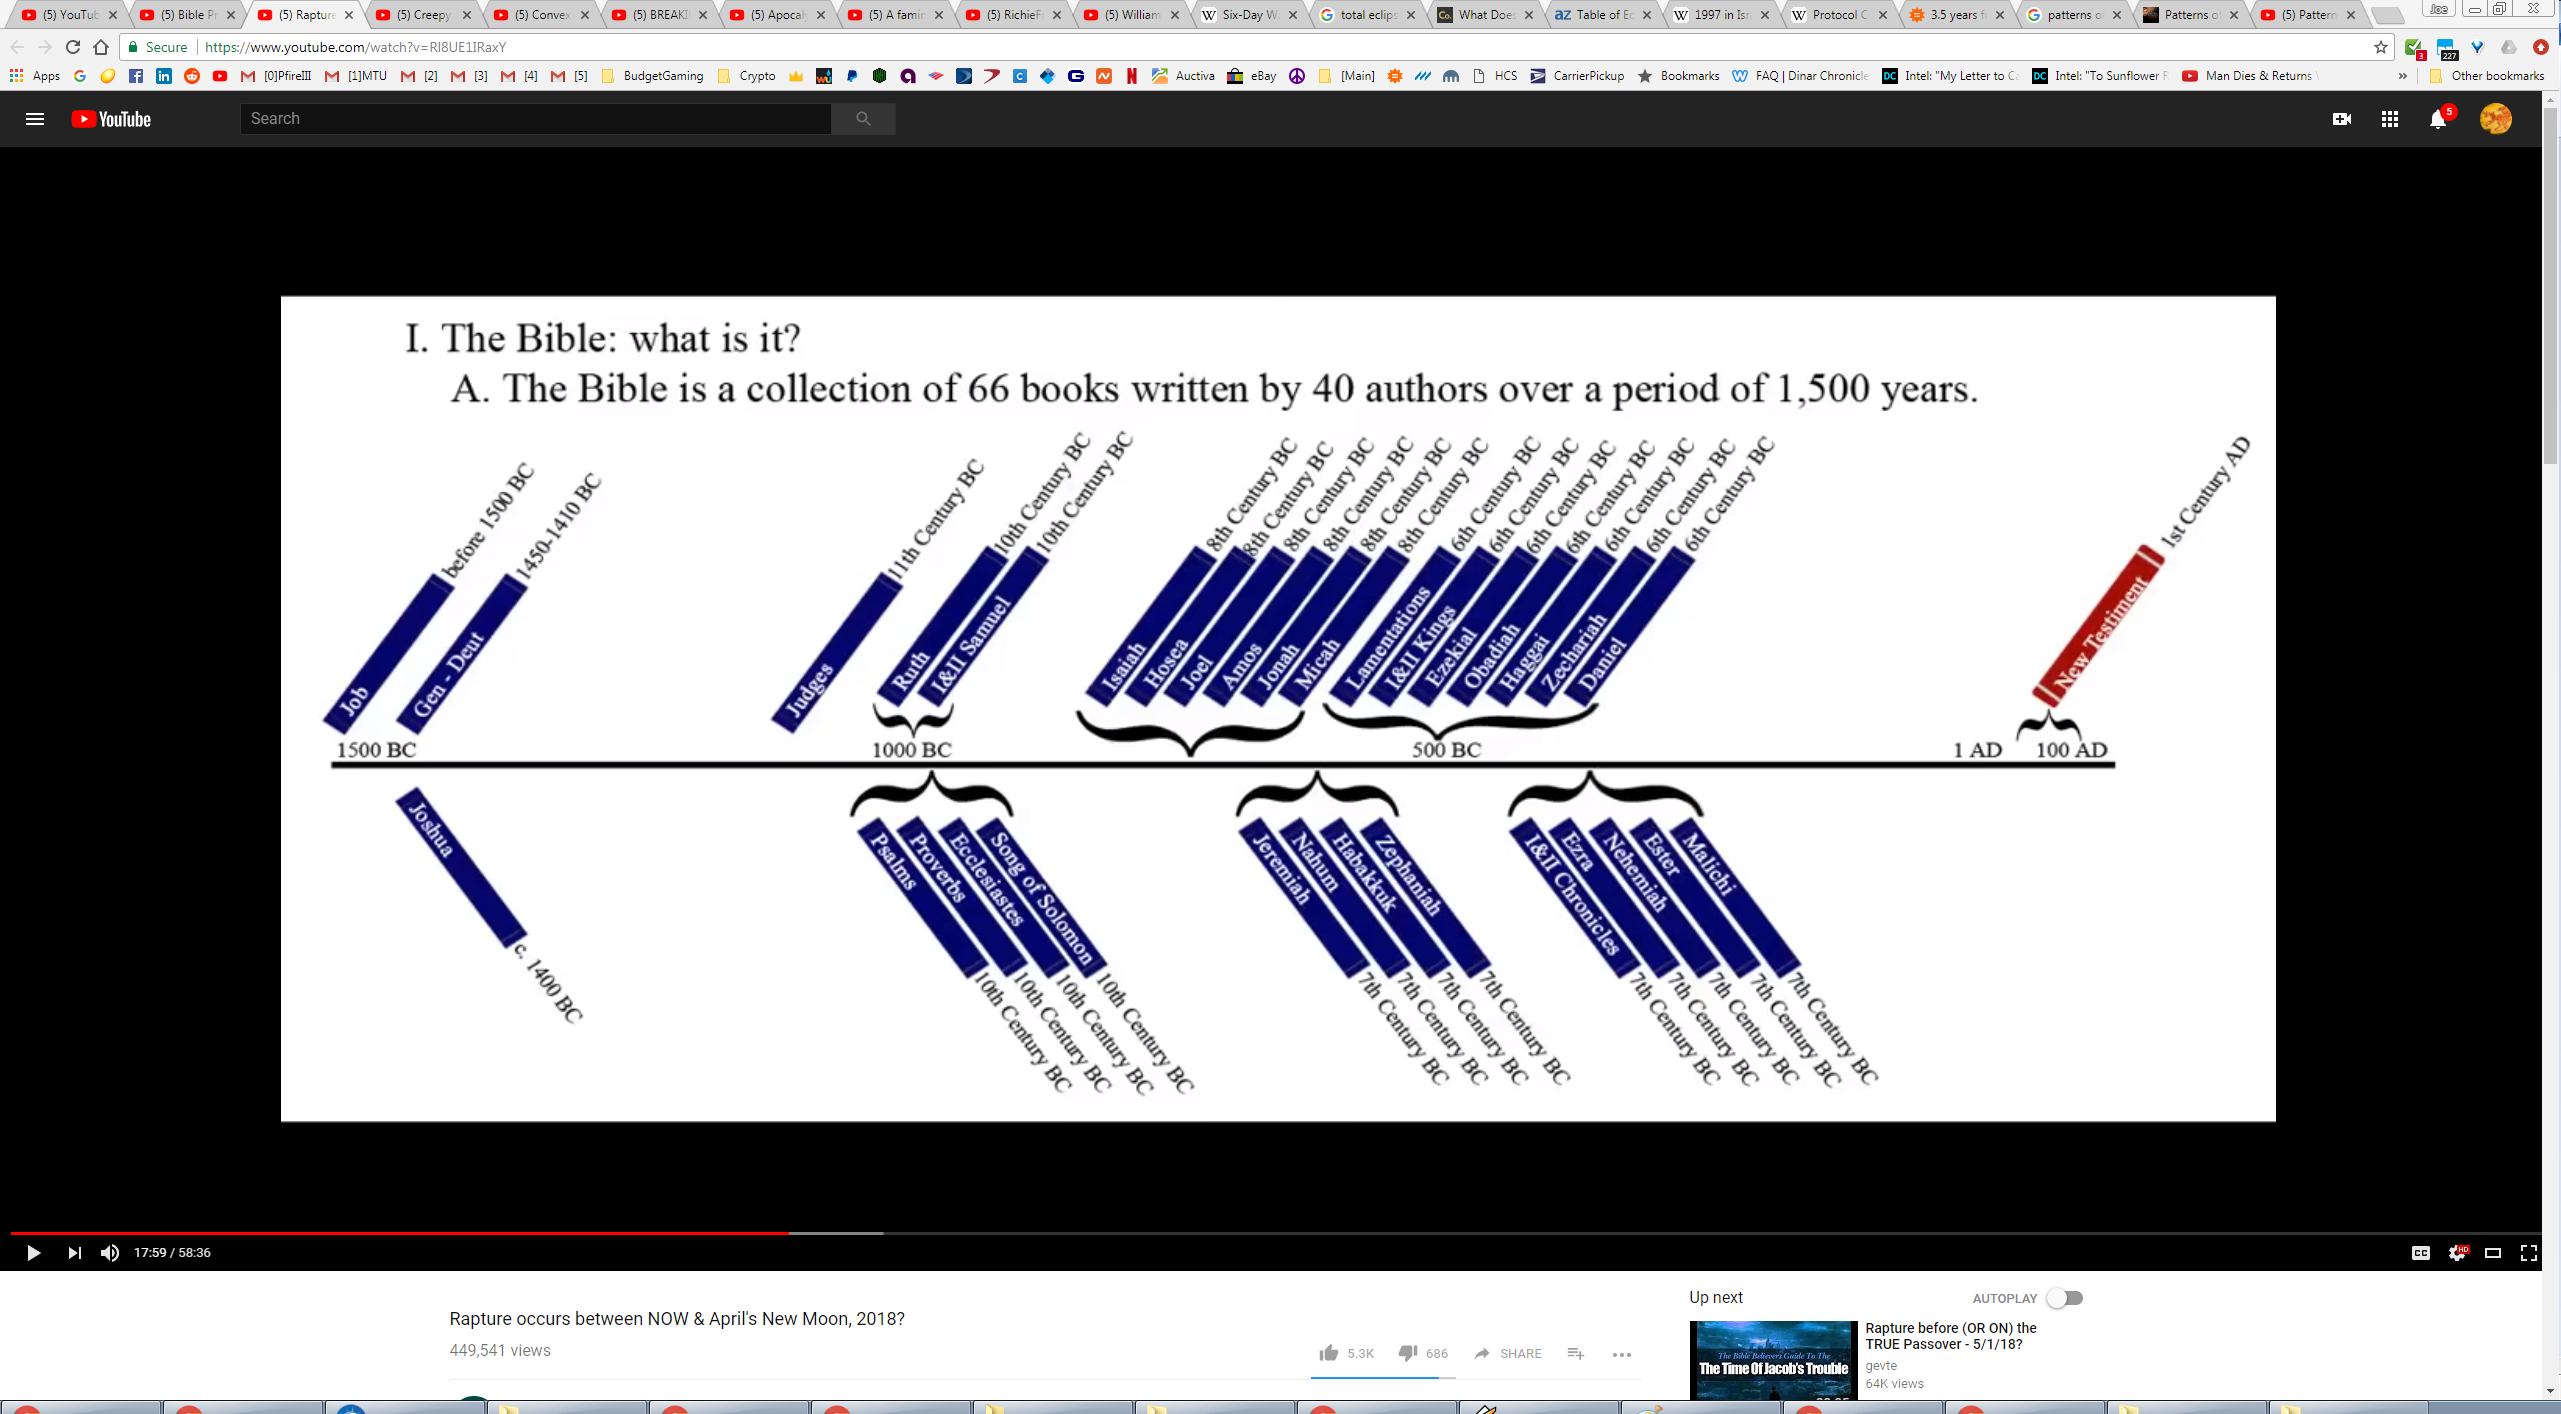 (5) YouTub
(5) Bible Pr
(5) Rapture
(5) Creepy
(5) Convex
(5) BREAKI
(5) Apocal
(5) A famin
(5) RichieF
(5) William
Six-Day W
total eclips
What Does
Table of Ec
1997 in Isr
Protocol C
3.5 years f
patterns o
Patterns o
(5) Pattern
Joe
Secure
https://www.youtube.com/watch?v=RI8UE1IRaxY
3
227
Apps
[0]PfireIII
[1]MTU
[2]
[3]
[4]
[5]
BudgetGaming
Crypto
Auctiva
eBay
[Main]
HCS
CarrierPickup
Bookmarks
FAQ | Dinar Chronicle
Intel: "My Letter to Ca
Intel: "To Sunflower R
Man Dies & Returns
»
Other bookmarks
YouTube
Search
5
I. The Bible: what is it?
A. The Bible is a collection of 66 books written by 40 authors over a period of 1,500 years.
Job before 1500 BC
Gen - Deut 1450-1410 BC
Judges 11th Century BC
Ruth 10th Century BC
I&II Samuel 10th Century BC
Isaiah 8th Century BC
Hosea 8th Century BC
Joel 8th Century BC
Amos 8th Century BC
Jonah 8th Century BC
Micah 8th Century BC
Lamentations 6th Century BC
I&II Kings 6th Century BC
Ezekial 6th Century BC
Obadiah 6th Century BC
Haggai 6th Century BC
Zechariah 6th Century BC
Daniel 6th Century BC
New Testiment 1st Century AD
1500 BC
1000 BC
500 BC
1 AD
100 AD
Joshua c. 1400 BC
Psalms 10th Century BC
Proverbs 10th Century BC
Ecclesiastes 10th Century BC
Song of Solomon 10th Century BC
Jeremiah 7th Century BC
Nahum 7th Century BC
Habakkuk 7th Century BC
Zephaniah 7th Century BC
I&II Chronicles 7th Century BC
Ezra 7th Century BC
Nehemiah 7th Century BC
Ester 7th Century BC
Malichi 7th Century BC
17:59 / 58:36
CC
HD
Rapture occurs between NOW & April's New Moon, 2018?
449,541 views
5.3K
686
SHARE
Up next
AUTOPLAY
The Bible Believers Guide To The
The Time Of Jacob's Trouble
Rapture before (OR ON) the
TRUE Passover - 5/1/18?
gevte
64K views